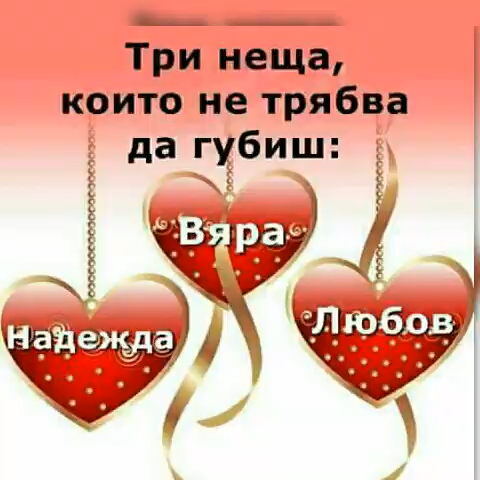 Три неща,
които не трябва
да губиш:
Вяра
Надежда
Любов